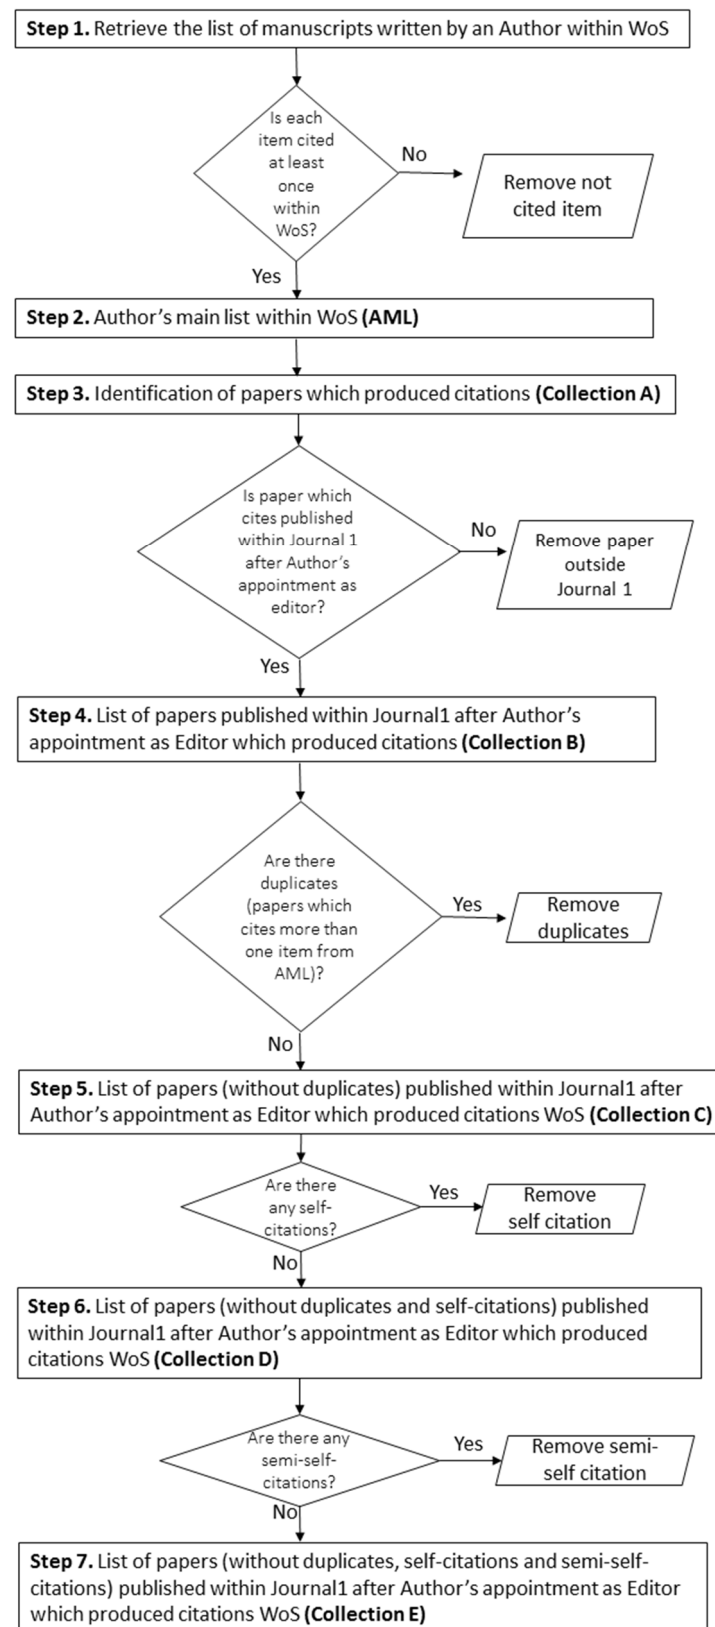 Step 1. Retrieve the list of manuscripts written by an Author within WoS
Is each
item cited
at least
once
within
WoS?
No
Remove not
cited item
Yes
Step 2. Author's main list within WoS (AML)
Step 3. Identification of papers which produced citations (Collection A)
Is paper which
cites published
within Journal 1
after Author's
appointment as
editor?
No
Remove paper
outside
Journal 1
Yes
Step 4. List of papers published within Journal1 after Author's
appointment as Editor which produced citations (Collection B)
Are there
duplicates
(papers which
cites more than
one item from
AML)?
Yes
Remove
duplicates
No
Step 5. List of papers (without duplicates) published within Journal1 after
Author's appointment as Editor which produced citations WoS (Collection C)
Are there
any self-
citations?
Yes
Remove
self citation
No
Step 6. List of papers (without duplicates and self-citations) published
within Journal1 after Author's appointment as Editor which produced
citations WoS (Collection D)
Are there any
semi-self-
citations?
Yes
Remove semi-
self citation
No
Step 7. List of papers (without duplicates, self-citations and semi-self-
citations) published within Journal1 after Author's appointment as Editor
which produced citations WoS (Collection E)